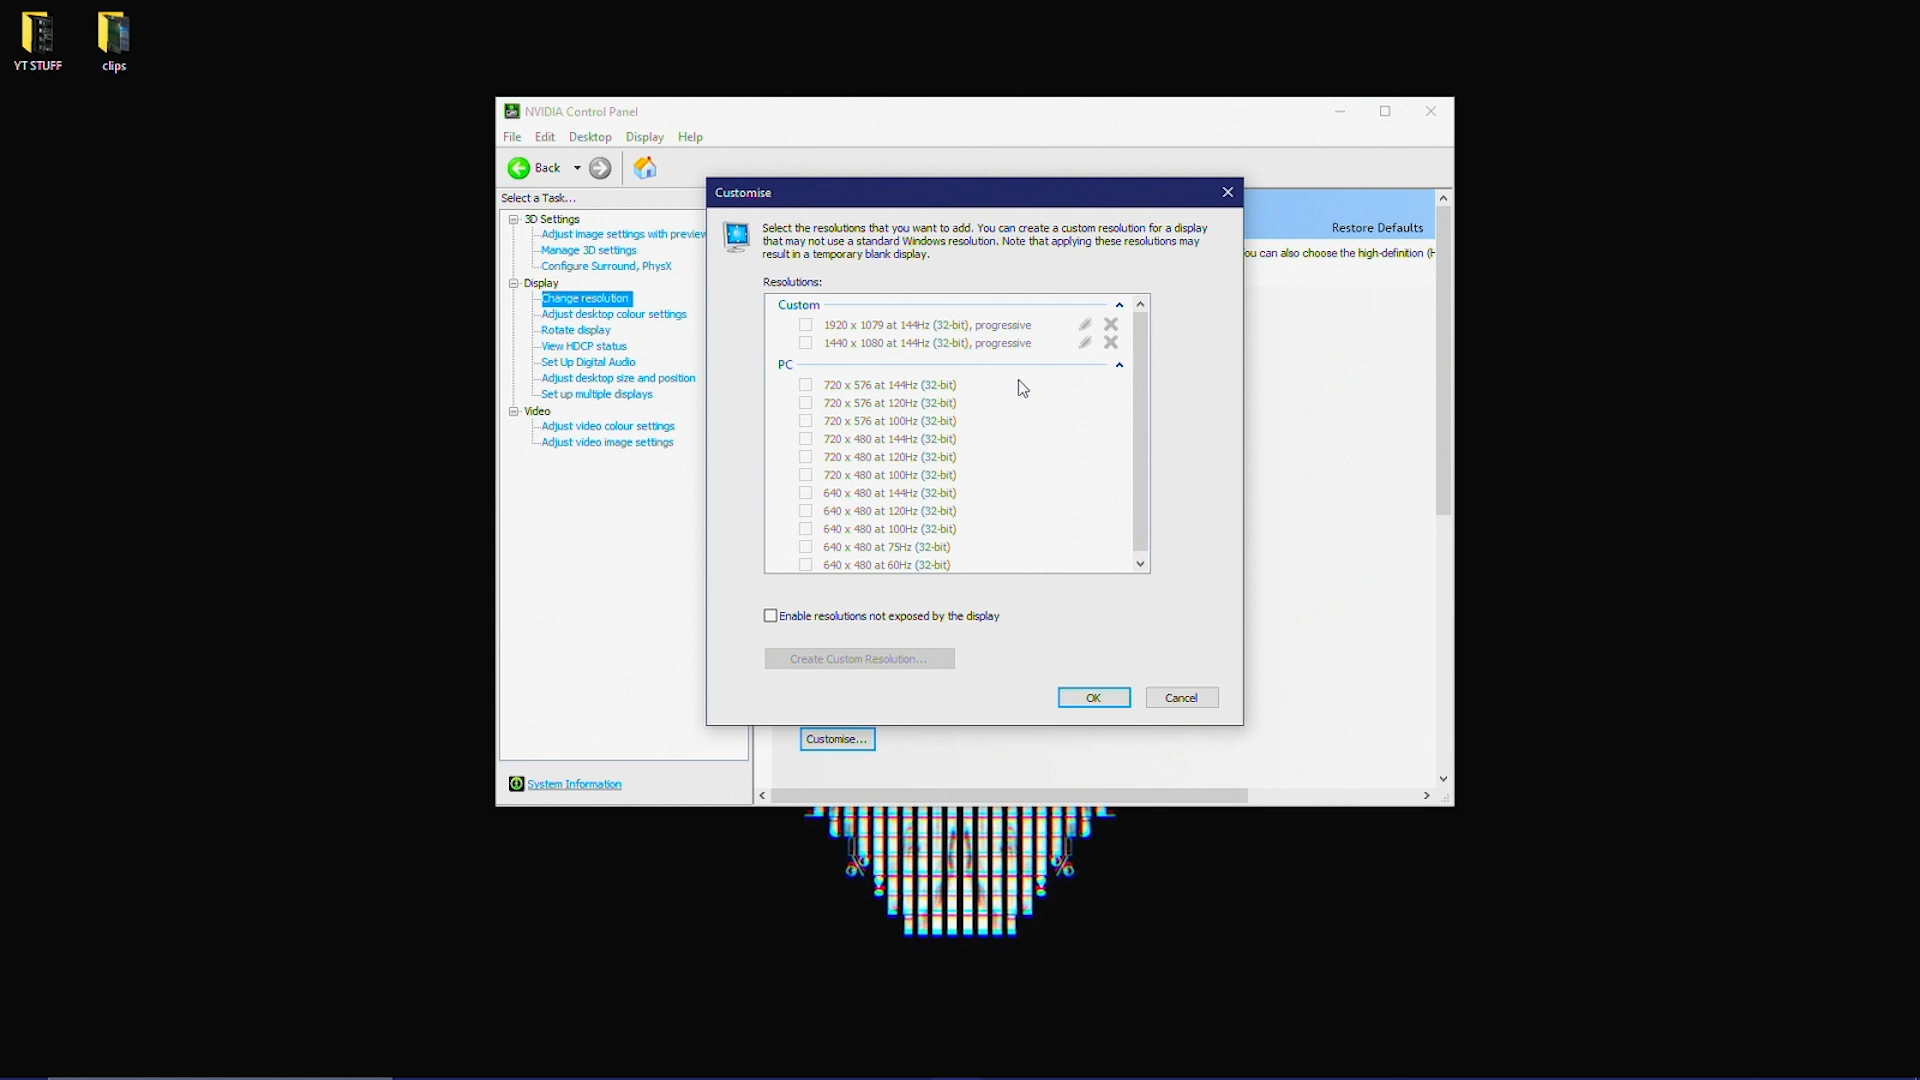 YT STUFF
clips
NVIDIA Control Panel
File Edit Desktop Display Help
Back
Select a Task...
3D Settings
Adjust image settings with preview
Manage 3D settings
Configure Surround, PhysX
Display
Change resolution
Adjust desktop colour settings
Rotate display
View HDCP status
Set Up Digital Audio
Adjust desktop size and position
Set up multiple displays
Video
Adjust video colour settings
Adjust video image settings
System Information
Restore Defaults
ou can also choose the high-definition (H
Customise
Select the resolutions that you want to add. You can create a custom resolution for a display
that may not use a standard Windows resolution. Note that applying these resolutions may
result in a temporary blank display.
Resolutions:
Custom
1920 x 1079 at 144Hz (32-bit), progressive
1440 x 1080 at 144Hz (32-bit), progressive
PC
720 x 576 at 144Hz (32-bit)
720 x 576 at 120Hz (32-bit)
720 x 576 at 100Hz (32-bit)
720 x 480 at 144Hz (32-bit)
720 x 480 at 120Hz (32-bit)
720 x 480 at 100Hz (32-bit)
640 x 480 at 144Hz (32-bit)
640 x 480 at 120Hz (32-bit)
640 x 480 at 100Hz (32-bit)
640 x 480 at 75Hz (32-bit)
640 x 480 at 60Hz (32-bit)
Enable resolutions not exposed by the display
Create Custom Resolution...
OK Cancel
Customise...